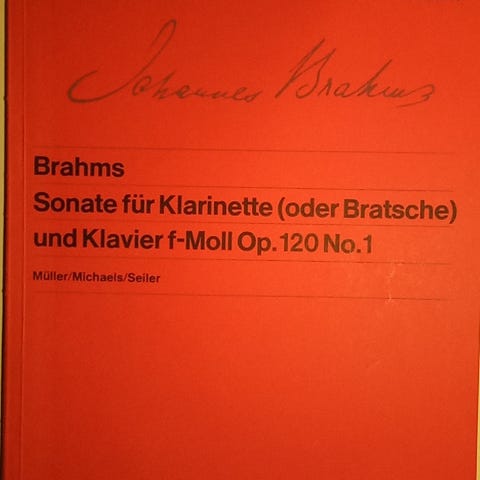 Johannes Brahms
Brahms
Sonate für Klarinette (oder Bratsche)
und Klavier f-Moll Op. 120 No. 1
Müller/Michaels/Seiler